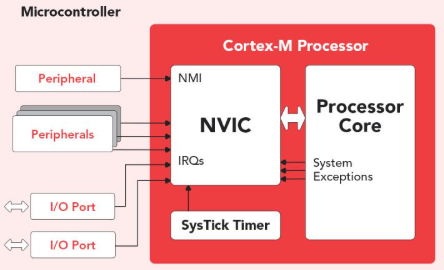 Microcontroller
Cortex-M Processor
Peripheral
NMI
Peripherals
NVIC
Processor
Core
IRQs
System
Exceptions
I/O Port
SysTick Timer
I/O Port